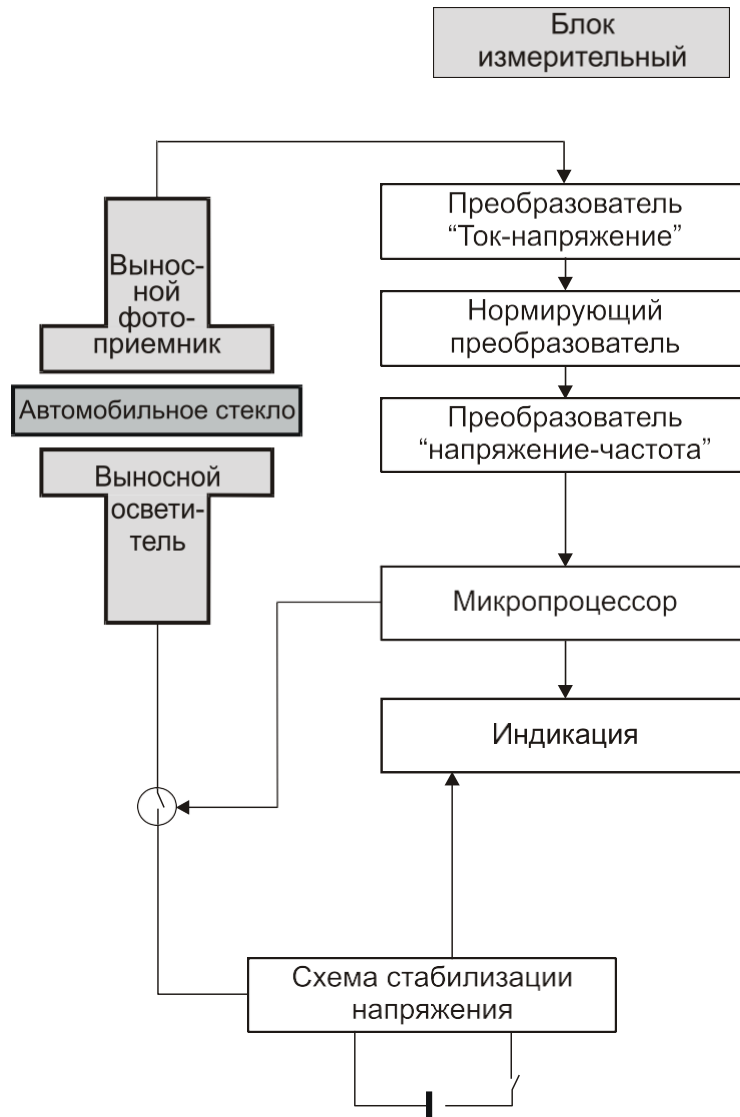 Блок
измерительный
Преобразователь
“Ток-напряжение”
Нормирующий
преобразователь
Преобразователь
“напряжение-частота”
Микропроцессор
Индикация
Вынос-
ной
фото-
приемник
Автомобильное стекло
Выносной
освети-
тель
Схема стабилизации
напряжения